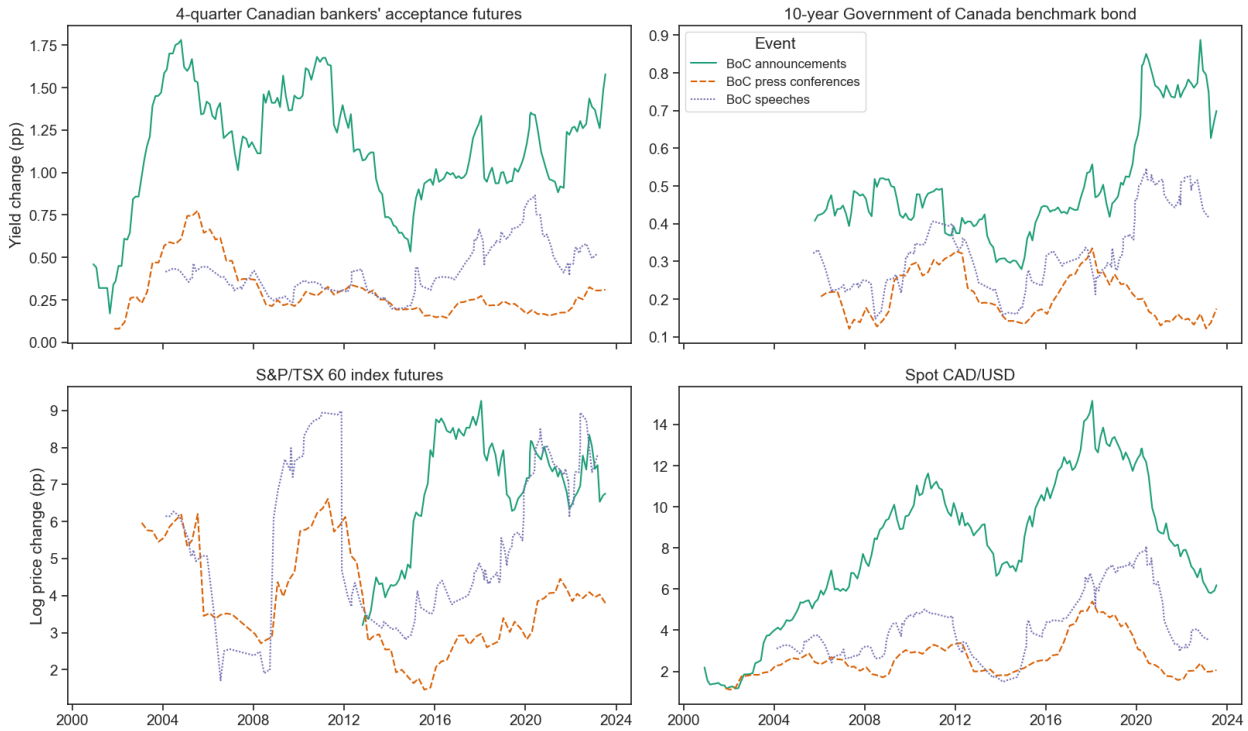 4-quarter Canadian bankers' acceptance futures
Yield change (pp)
1.75
1.50
1.25
1.00
0.75
0.50
0.25
0.00
10-year Government of Canada benchmark bond
0.9
0.8
0.7
0.6
0.5
0.4
0.3
0.2
0.1
Event
BoC announcements
BoC press conferences
BoC speeches
S&P/TSX 60 index futures
Log price change (pp)
9
8
7
6
5
4
3
2
2000 2004 2008 2012 2016 2020 2024
Spot CAD/USD
14
12
10
8
6
4
2
2000 2004 2008 2012 2016 2020 2024